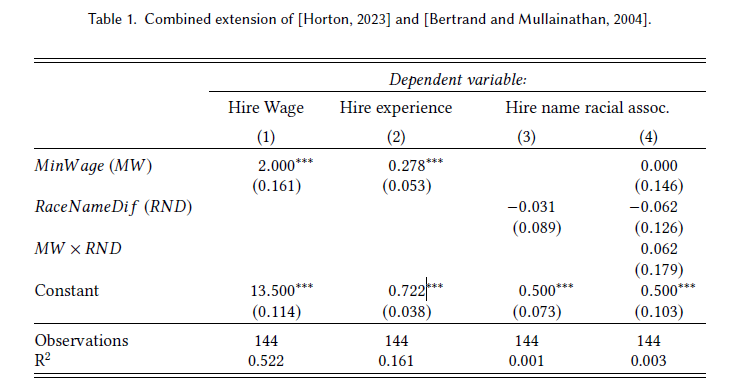 Table 1. Combined extension of [Horton, 2023] and [Bertrand and Mullainathan, 2004].
Dependent variable:
Hire Wage Hire experience Hire name racial assoc.
(1) (2) (3) (4)
MinWage (MW) 2.000*** 0.278*** 0.000
(0.161) (0.053) (0.146)
RaceNameDif (RND) −0.031 −0.062
(0.089) (0.126)
MW × RND 0.062
(0.179)
Constant 13.500*** 0.722*** 0.500*** 0.500***
(0.114) (0.038) (0.073) (0.103)
Observations 144 144 144 144
R² 0.522 0.161 0.001 0.003